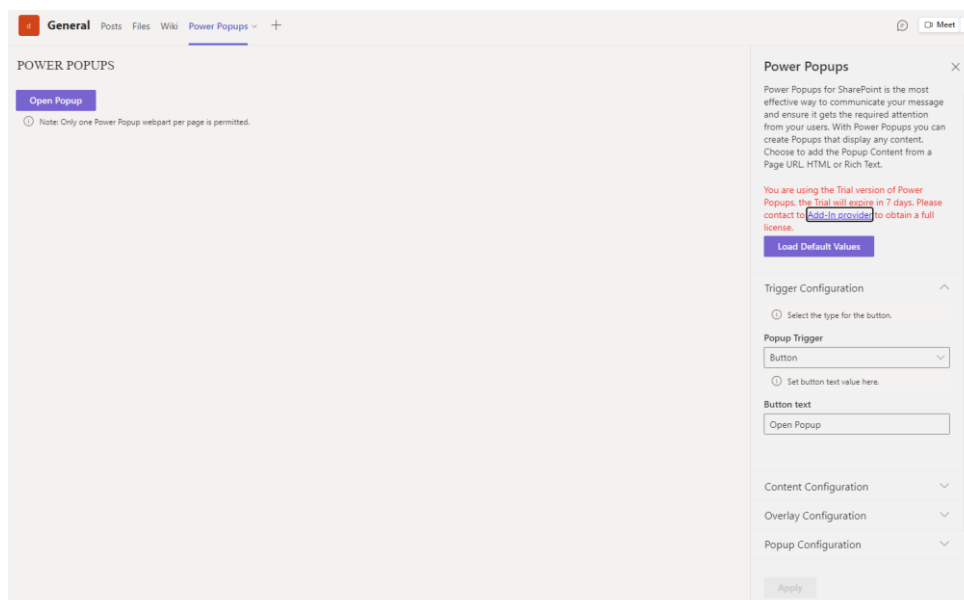 General Posts Files Wiki Power Popups
Meet
POWER POPUPS
Open Popup
Note: Only one Power Popup webpart per page is permitted.
Power Popups
Power Popups for SharePoint is the most
effective way to communicate your message
and ensure it gets the required attention
from your users. With Power Popups you can
create Popups that display any content.
Choose to add the Popup Content from a
Page URL, HTML or Rich Text.
You are using the Trial version of Power
Popups, the Trial will expire in 7 days. Please
contact to Add-In provider to obtain a full
license.
Load Default Values
Trigger Configuration
Select the type for the button.
Popup Trigger
Button
Set button text value here.
Button text
Open Popup
Content Configuration
Overlay Configuration
Popup Configuration
Apply